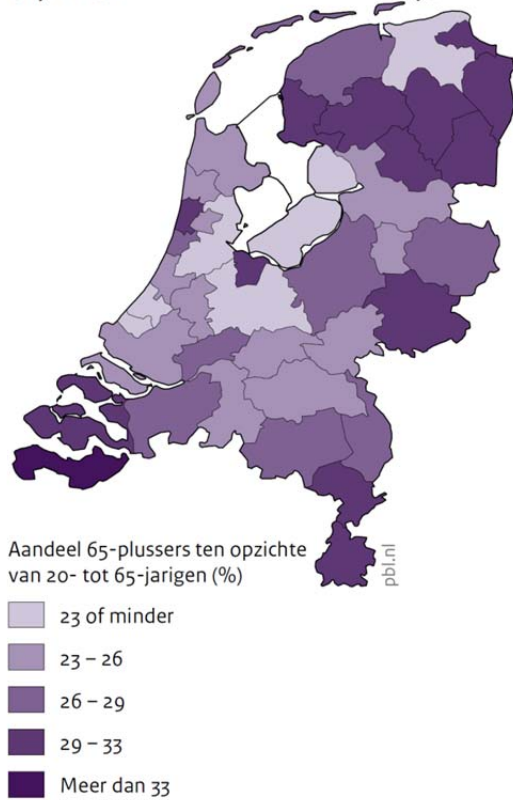 Aandeel 65-plussers ten opzichte
van 20- tot 65-jarigen (%)
23 of minder
23 – 26
26 – 29
29 – 33
Meer dan 33
pbl.nl